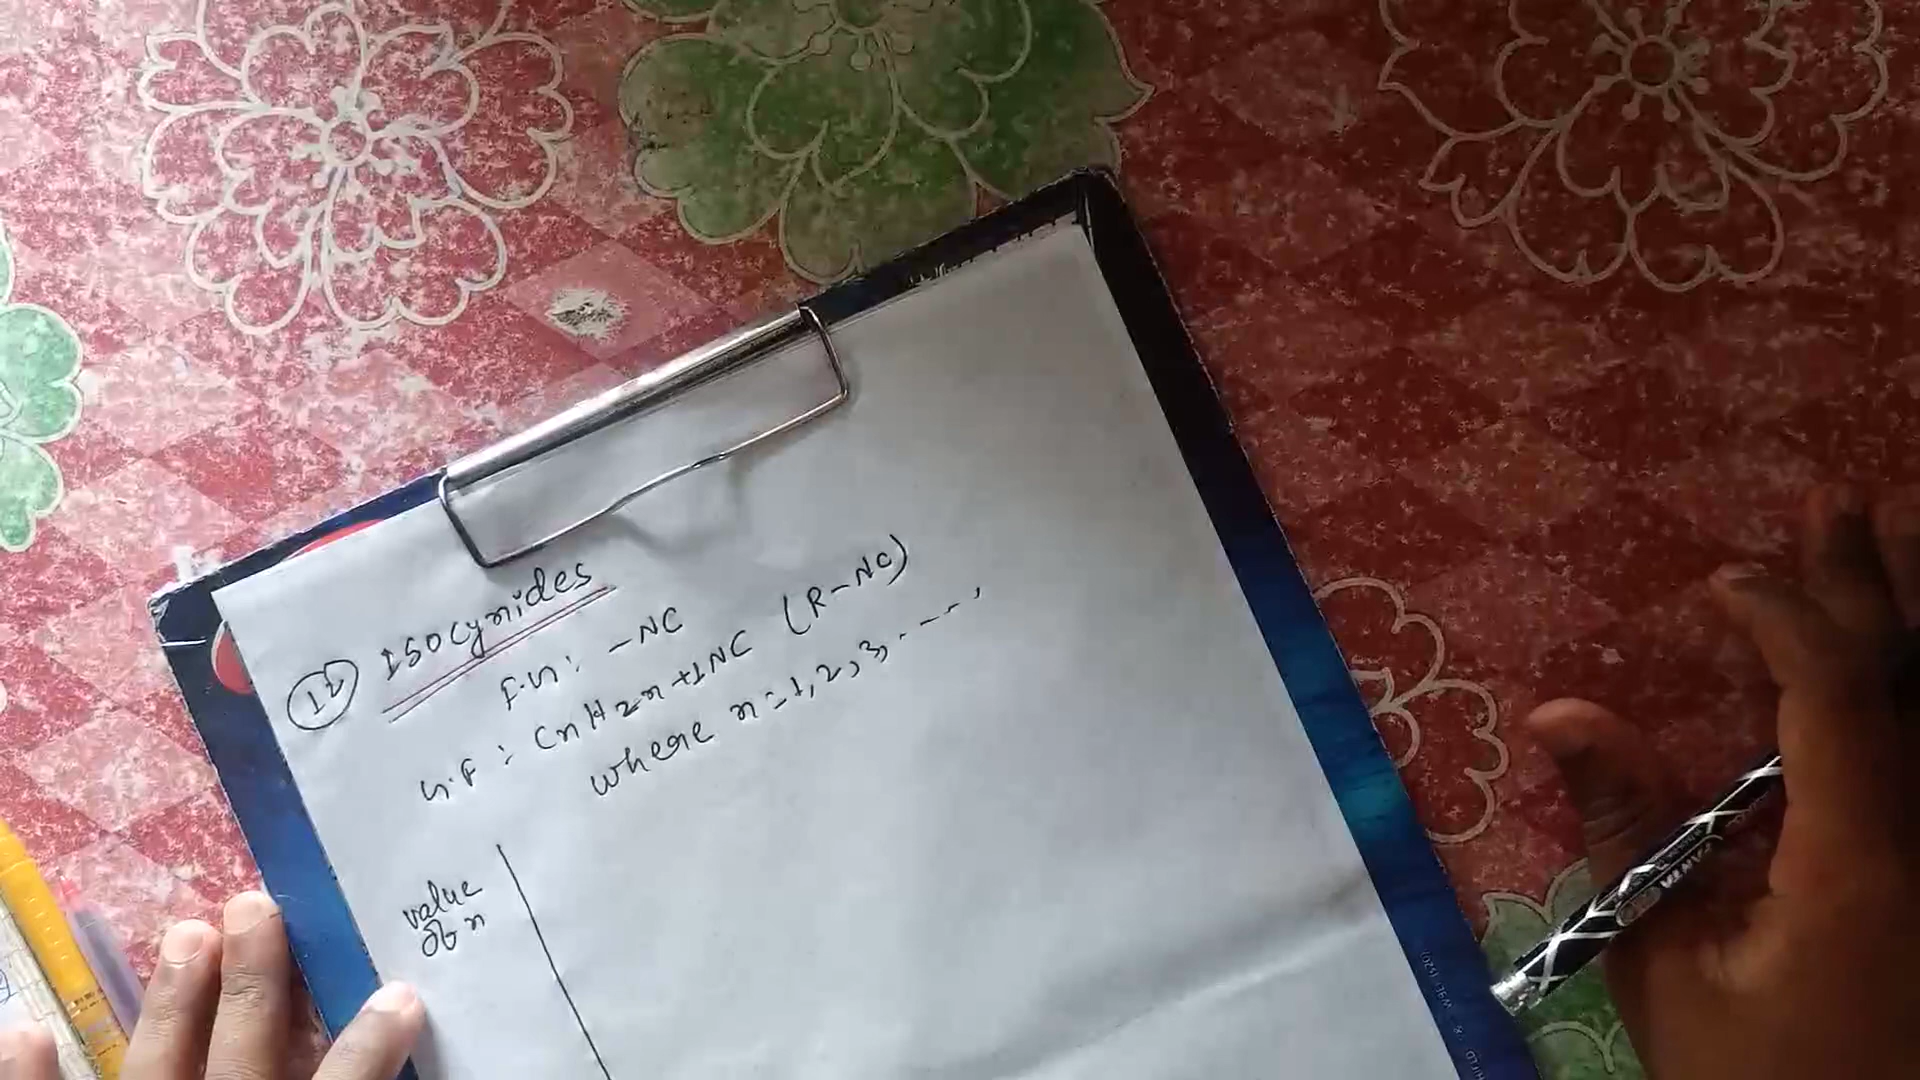 12 Isocynides
F.G: -NC
G.F: CnH2n+1NC (R-NC)
where n=1,2,3,.----,
value
of n